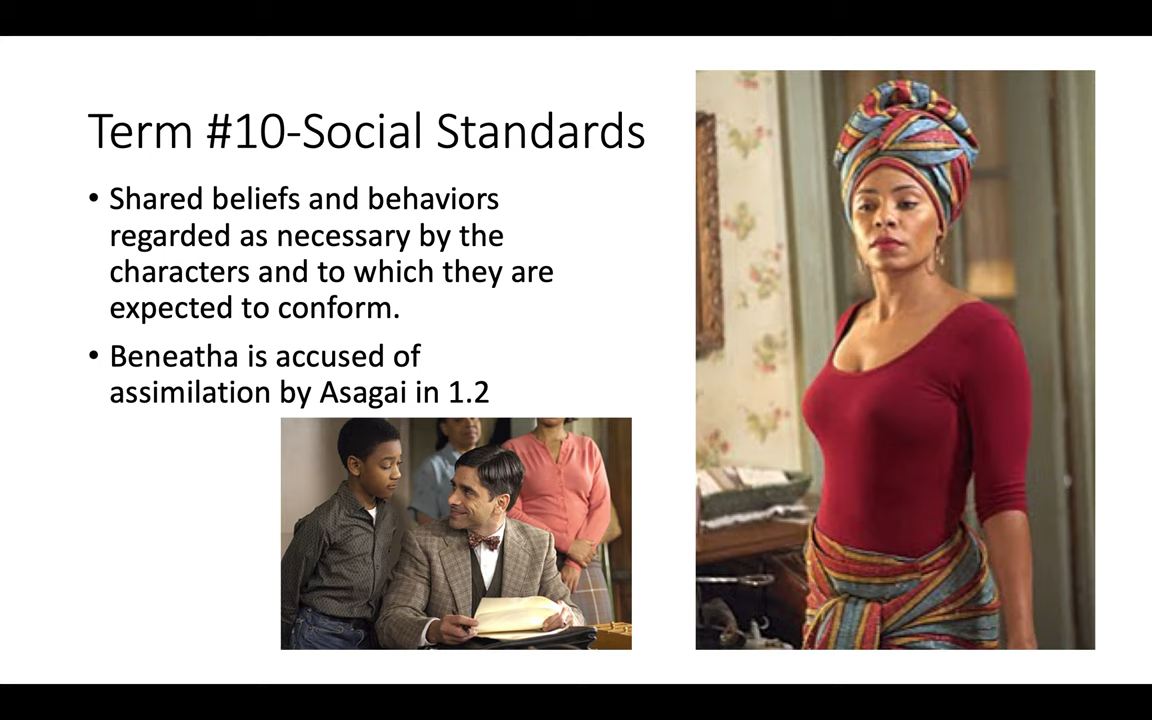 Term #10-Social Standards
• Shared beliefs and behaviors
regarded as necessary by the
characters and to which they are
expected to conform.
• Beneatha is accused of
assimilation by Asagai in 1.2